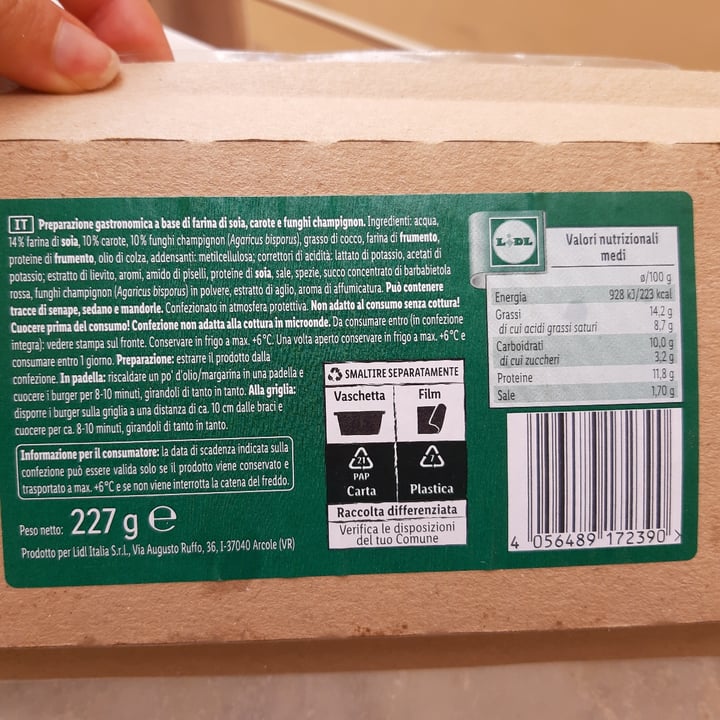 IT Preparazione gastronomica a base di farina di soia, carote e funghi champignon. Ingredienti: acqua,
14% farina di soia, 10% carote, 10% funghi champignon (Agaricus bisporus), grasso di cocco, farina di frumento,
proteine di frumento, olio di colza, addensanti: metilcellulosa; correttori di acidità: lattato di potassio, acetati di
potassio; estratto di lievito, aromi, amido di piselli, proteine di soia, sale, spezie, succo concentrato di barbabietola
rossa, funghi champignon (Agaricus bisporus) in polvere, estratto di aglio, aroma di affumicatura. Può contenere
tracce di senape, sedano e mandorle. Confezionato in atmosfera protettiva. Non adatto al consumo senza cottura!
Cuocere prima del consumo! Confezione non adatta alla cottura in microonde. Da consumare entro (in confezione
integra): vedere stampa sul fronte. Conservare in frigo a max. +6°C. Una volta aperto conservare in frigo a max. +6°C e
consumare entro 1 giorno. Preparazione: estrarre il prodotto dalla
confezione. In padella: riscaldare un po' d'olio/margarina in una padella e
cuocere i burger per 8-10 minuti, girandoli di tanto in tanto. Alla griglia:
disporre i burger sulla griglia a una distanza di ca. 10 cm dalle braci e
cuocere per ca. 8-10 minuti, girandoli di tanto in tanto.
Informazione per il consumatore: la data di scadenza indicata sulla
confezione può essere valida solo se il prodotto viene conservato e
trasportato a max. +6°C e se non viene interrotta la catena del freddo.
Peso netto: 227 g e
Prodotto per Lidl Italia S.r.l., Via Augusto Ruffo, 36, I-37040 Arcole (VR)
SMALTIRE SEPARATAMENTE
Vaschetta Film
21 7
PAP
Carta Plastica
Raccolta differenziata
Verifica le disposizioni
del tuo Comune
LIDL
Valori nutrizionali
medi
ø/100 g
Energia 928 kJ/223 kcal
Grassi 14,2 g
di cui acidi grassi saturi 8,7 g
Carboidrati 10,0 g
di cui zuccheri 3,2 g
Proteine 11,8 g
Sale 1,70 g
4 056489 172390 >